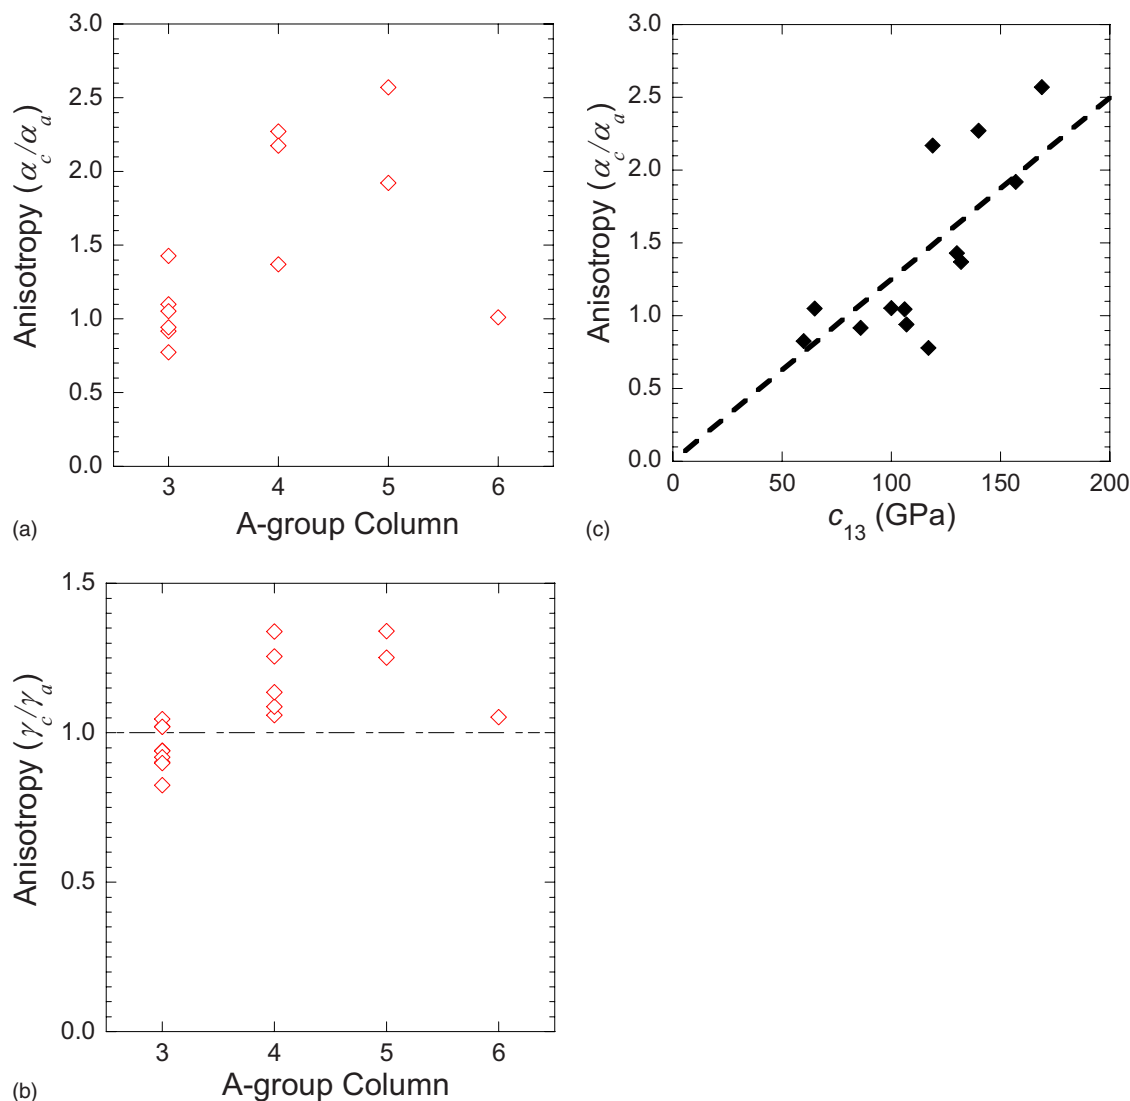 3.0
2.5
2.0
1.5
1.0
0.5
0.0
Anisotropy (α_c/α_a)
3 4 5 6
A-group Column
(a)
3.0
2.5
2.0
1.5
1.0
0.5
0.0
Anisotropy (α_c/α_a)
0 50 100 150 200
c_13 (GPa)
(c)
1.5
1.0
0.5
0.0
Anisotropy (γ_c/γ_a)
3 4 5 6
A-group Column
(b)